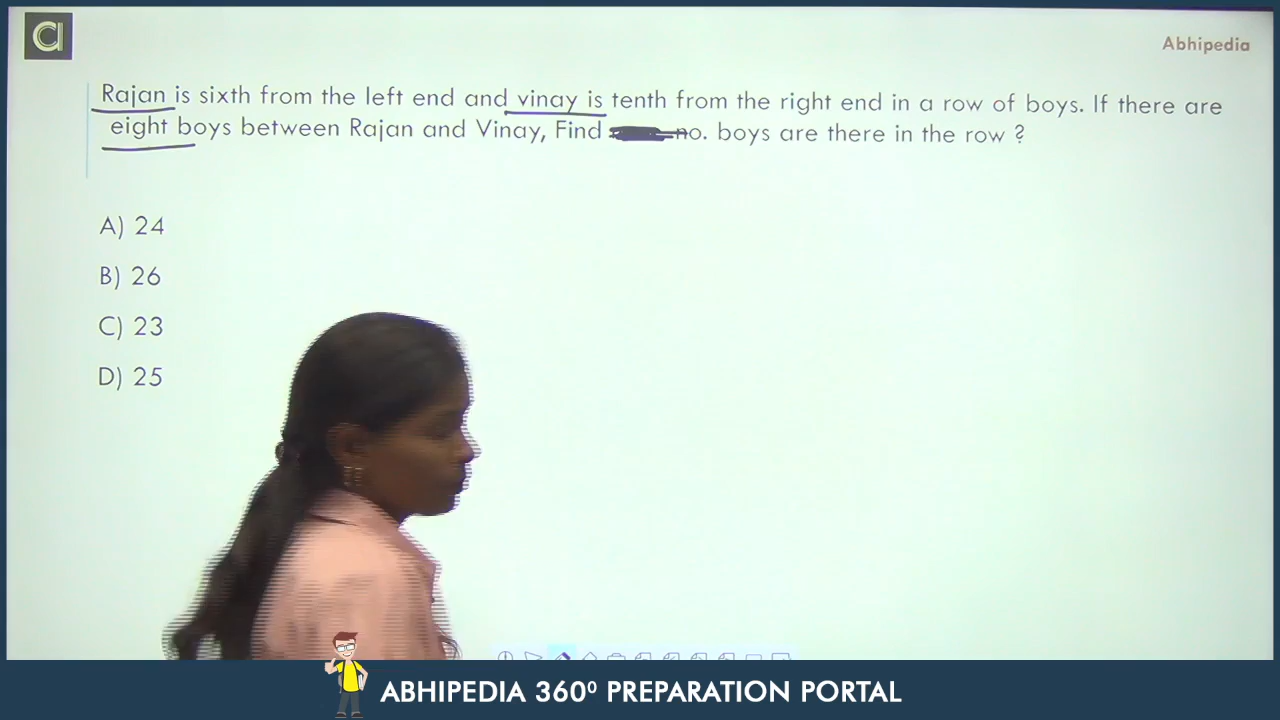 Abhipedia
Rajan is sixth from the left end and vinay is tenth from the right end in a row of boys. If there are
eight boys between Rajan and Vinay, Find no. boys are there in the row ?
A) 24
B) 26
C) 23
D) 25
ABHIPEDIA 360⁰ PREPARATION PORTAL